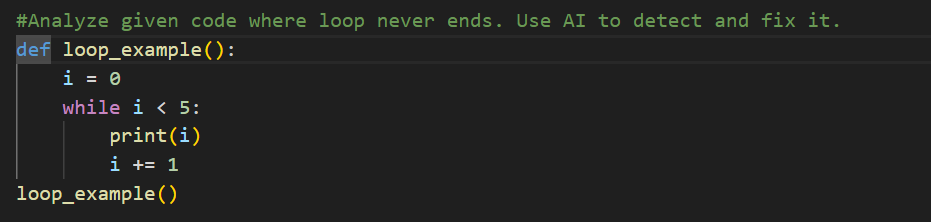 #Analyze given code where loop never ends. Use AI to detect and fix it.
def loop_example():
    i = 0
    while i < 5:
        print(i)
        i += 1
loop_example()